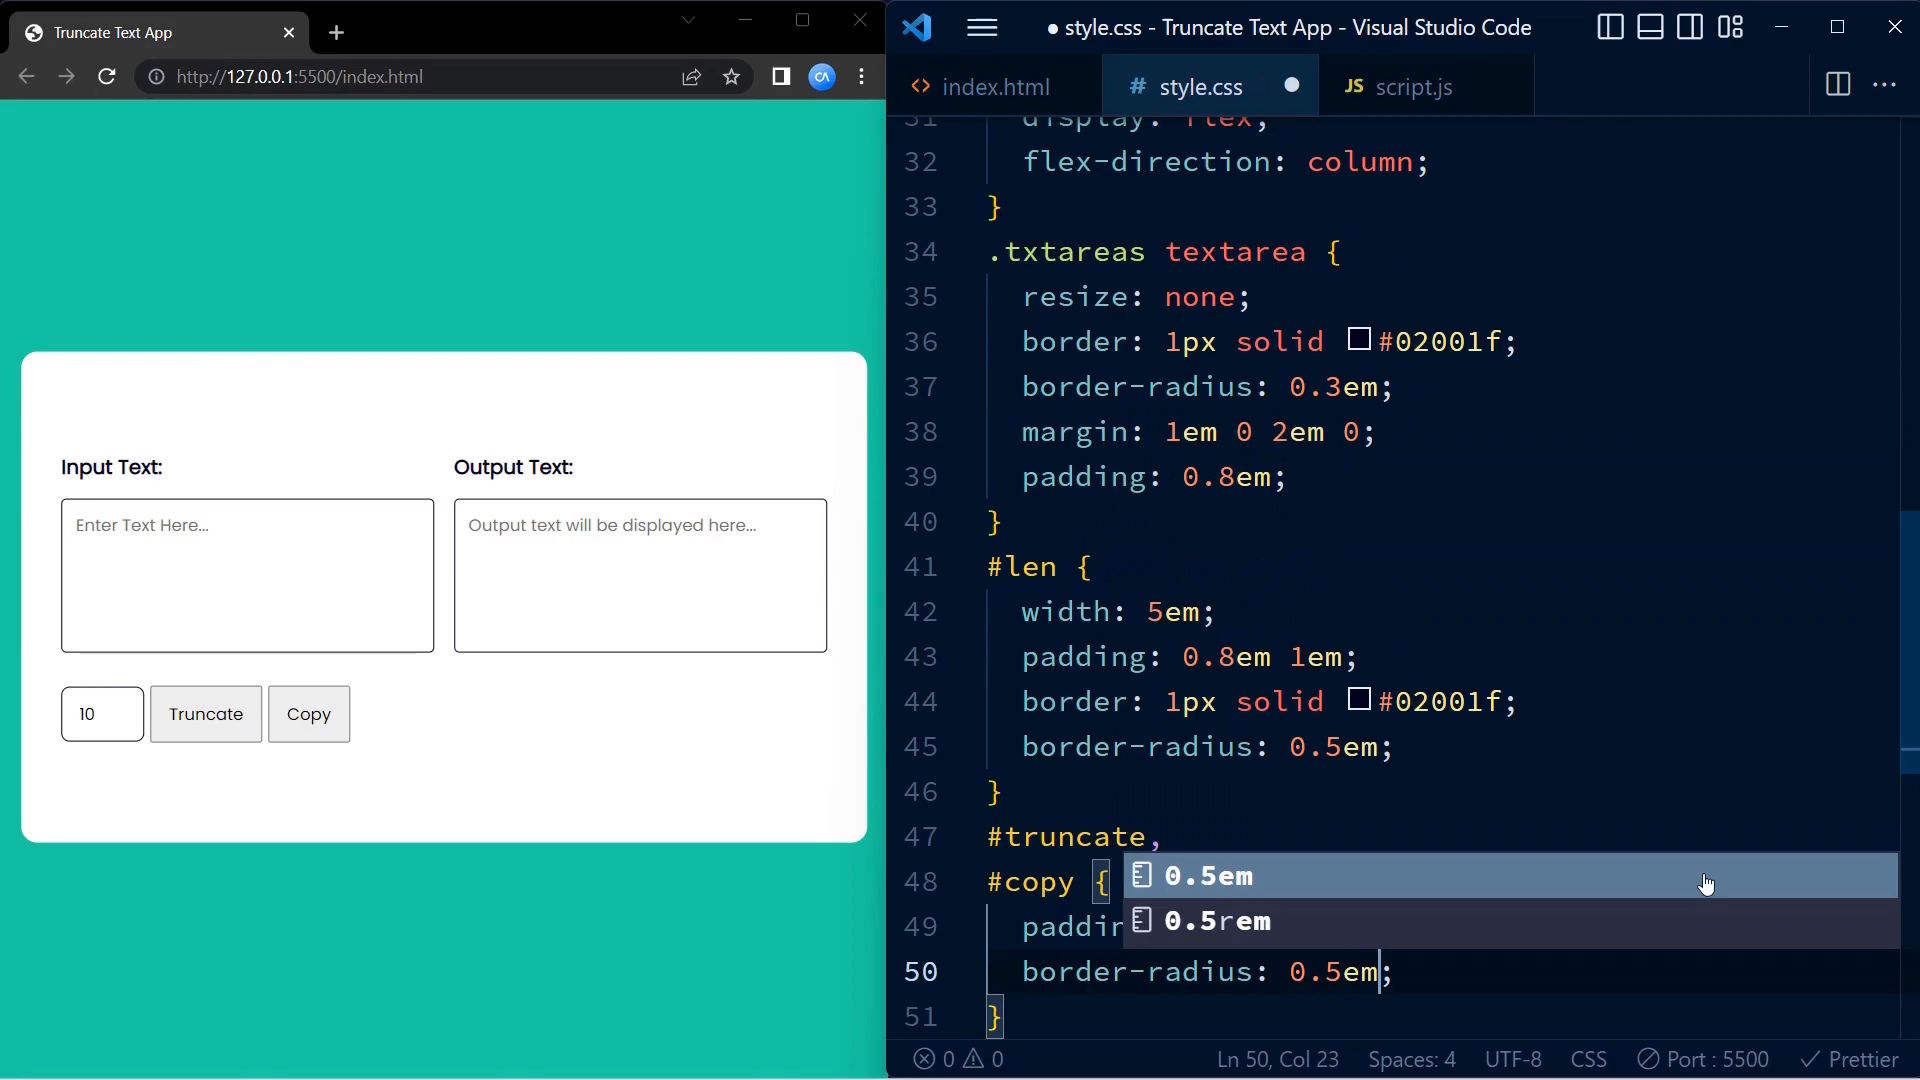 Truncate Text App
http://127.0.0.1:5500/index.html
CA
Input Text:
Output Text:
Enter Text Here...
Output text will be displayed here...
10
Truncate
Copy
● style.css - Truncate Text App - Visual Studio Code
<> index.html
# style.css ●
JS script.js
31 display: flex;
32 flex-direction: column;
33 }
34 .txtareas textarea {
35 resize: none;
36 border: 1px solid #02001f;
37 border-radius: 0.3em;
38 margin: 1em 0 2em 0;
39 padding: 0.8em;
40 }
41 #len {
42 width: 5em;
43 padding: 0.8em 1em;
44 border: 1px solid #02001f;
45 border-radius: 0.5em;
46 }
47 #truncate,
48 #copy {
0.5em
0.5rem
49 paddin
50 border-radius: 0.5em;
51 }
0 0 Ln 50, Col 23 Spaces: 4 UTF-8 CSS Port : 5500 Prettier